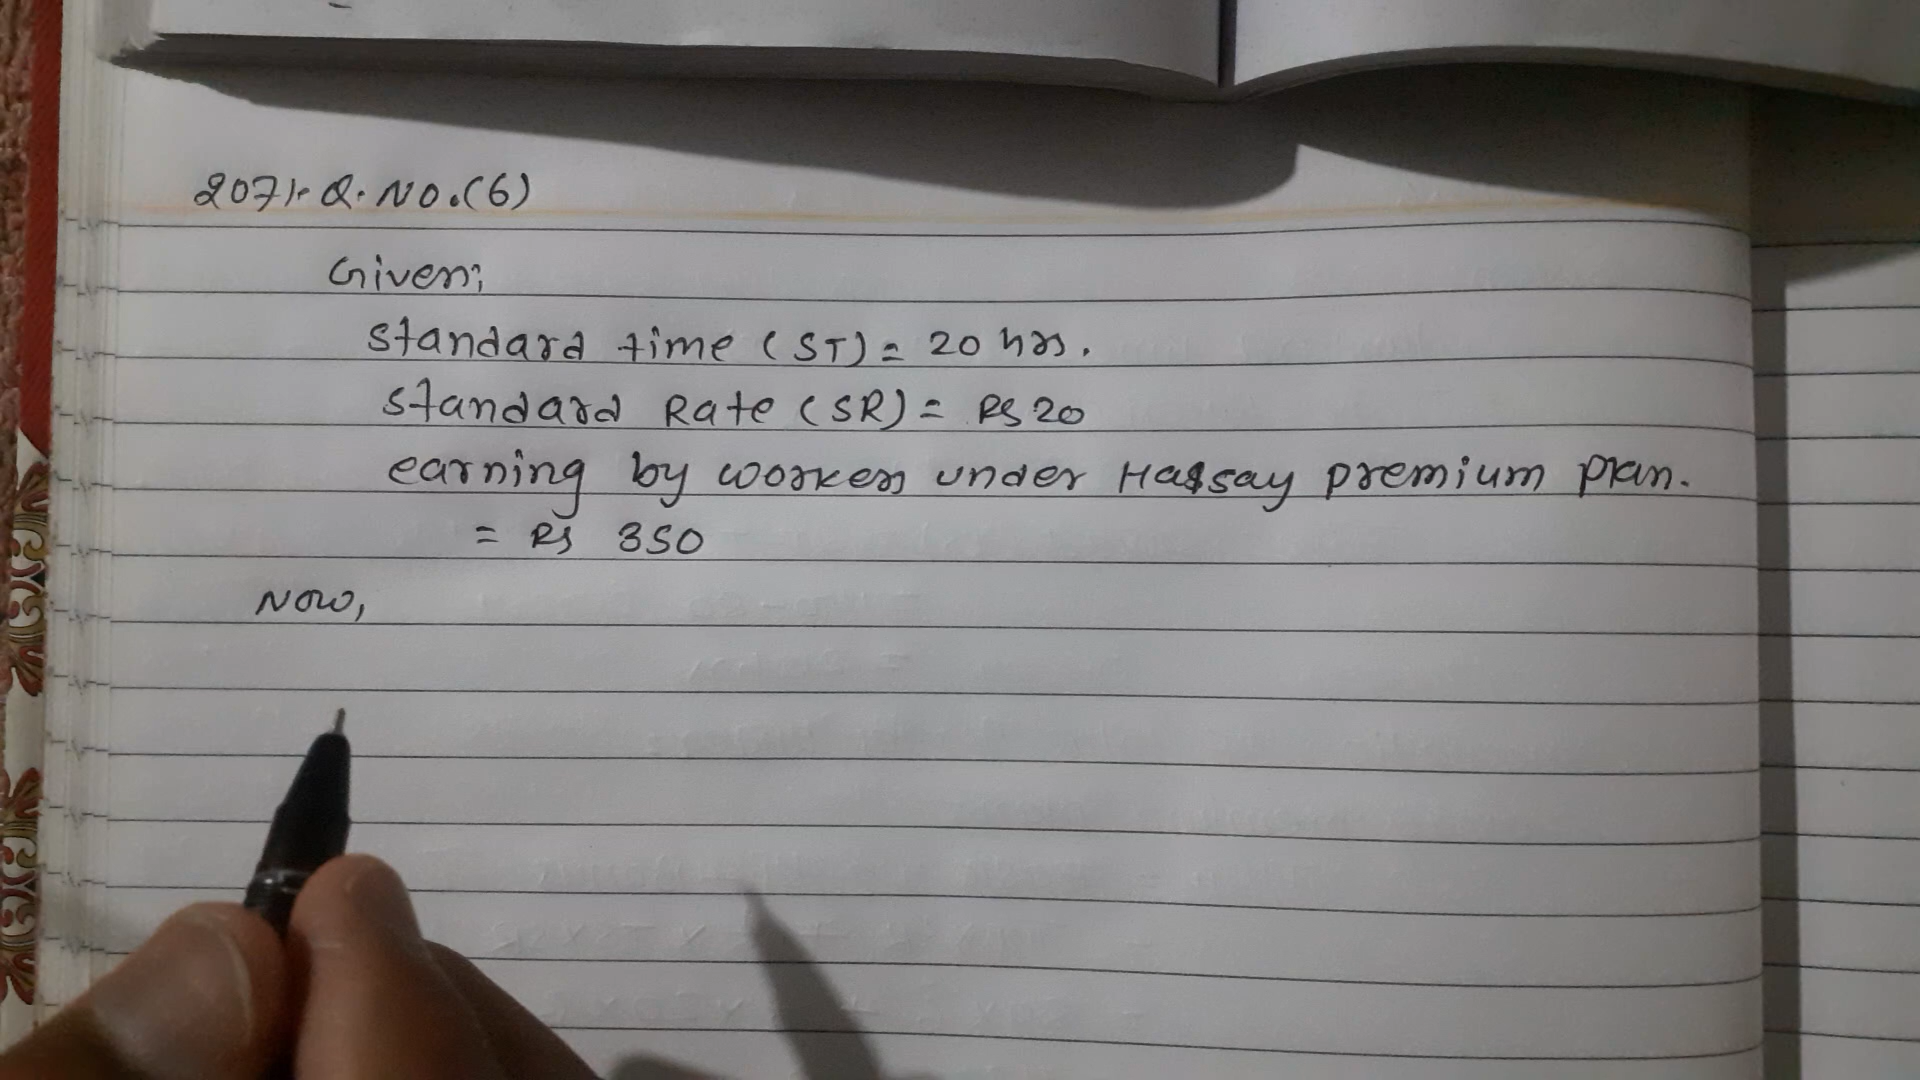 2071. Q. NO. (6)
Given;
Standard time (ST) = 20 hrs.
Standard Rate (SR) = RS 20
earning by workers under Halsay premium plan.
= RS 350
Now,